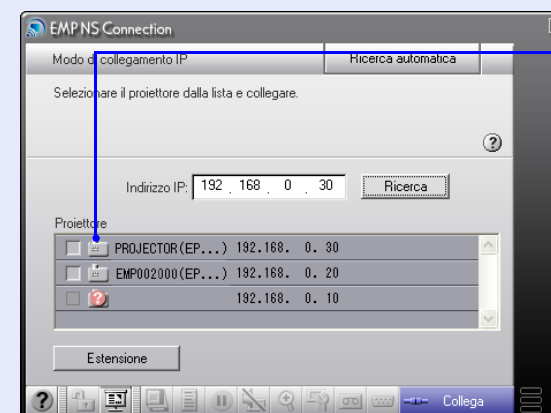 EMP NS Connection
Modo di collegamento IP
Ricerca automatica
Selezionare il proiettore dalla lista e collegare.
Indirizzo IP: 192 . 168 . 0 . 30 Ricerca
Proiettore
PROJECTOR(EP...) 192.168. 0. 30
EMP002000(EP...) 192.168. 0. 20
192.168. 0. 10
Estensione
Collega